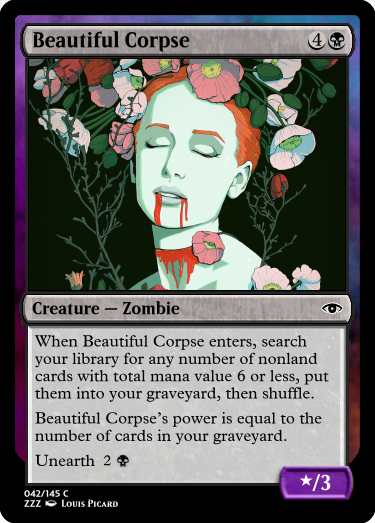 Beautiful Corpse 4
Creature — Zombie
When Beautiful Corpse enters, search
your library for any number of nonland
cards with total mana value 6 or less, put
them into your graveyard, then shuffle.
Beautiful Corpse's power is equal to the
number of cards in your graveyard.
Unearth 2
★/3
042/145 C
ZZZ Louis Picard